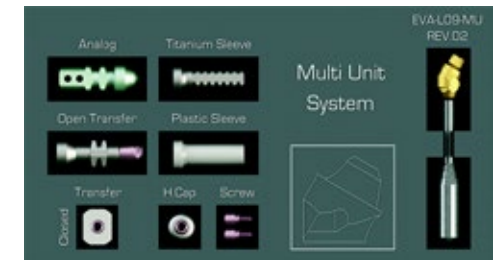 EVA-L09-MU
REV.02
Analog
Titanium Sleeve
Multi Unit
System
Open Transfer
Plastic Sleeve
Transfer
H.Cap
Screw
Closed